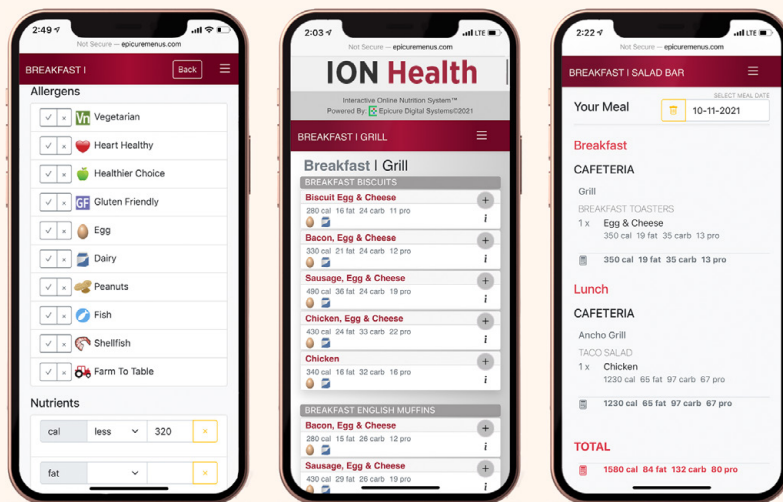 2:49
LTE
Not Secure — epicuremenus.com
BREAKFAST |
Back
Allergens
Vn Vegetarian
Heart Healthy
Healthier Choice
GF Gluten Friendly
Egg
Dairy
Peanuts
Fish
Shellfish
Farm To Table
Nutrients
cal less 320 ×
fat ×
2:03
LTE
Not Secure — epicuremenus.com
ION Health
Interactive Online Nutrition System™
Powered By: Epicure Digital Systems©2021
BREAKFAST | GRILL
Breakfast | Grill
BREAKFAST BISCUITS
Biscuit Egg & Cheese
280 cal 16 fat 24 carb 11 pro
Bacon, Egg & Cheese
330 cal 21 fat 24 carb 12 pro
Sausage, Egg & Cheese
490 cal 36 fat 24 carb 19 pro
Chicken, Egg & Cheese
430 cal 24 fat 33 carb 22 pro
Chicken
340 cal 16 fat 32 carb 16 pro
BREAKFAST ENGLISH MUFFINS
Bacon, Egg & Cheese
280 cal 15 fat 26 carb 12 pro
Sausage, Egg & Cheese
430 cal 29 fat 26 carb 19 pro
2:22
LTE
Not Secure — epicuremenus.com
BREAKFAST | SALAD BAR
SELECT MEAL DATE
Your Meal
10-11-2021
Breakfast
CAFETERIA
Grill
BREAKFAST TOASTERS
1 x Egg & Cheese
350 cal 19 fat 35 carb 13 pro
350 cal 19 fat 35 carb 13 pro
Lunch
CAFETERIA
Ancho Grill
TACO SALAD
1 x Chicken
1230 cal 65 fat 97 carb 67 pro
1230 cal 65 fat 97 carb 67 pro
TOTAL
1580 cal 84 fat 132 carb 80 pro